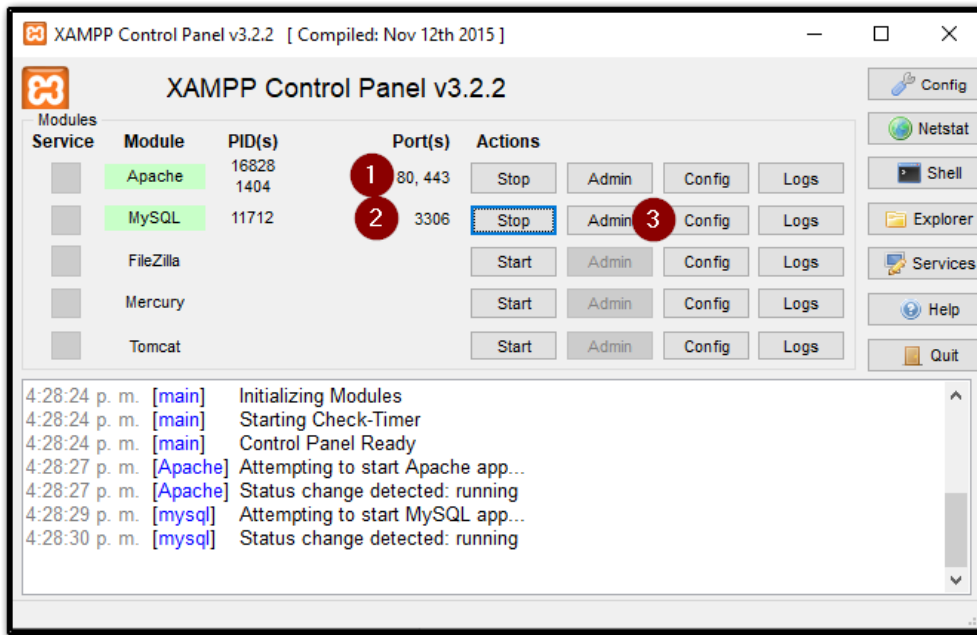 XAMPP Control Panel v3.2.2 [ Compiled: Nov 12th 2015 ]
XAMPP Control Panel v3.2.2
Config
Modules
Service Module PID(s) Port(s) Actions
Netstat
Apache 16828 1404 1 80, 443 Stop Admin Config Logs
Shell
MySQL 11712 2 3306 Stop Admin 3 Config Logs
Explorer
FileZilla Start Admin Config Logs
Services
Mercury Start Admin Config Logs
Help
Tomcat Start Admin Config Logs
Quit
4:28:24 p. m. [main] Initializing Modules
4:28:24 p. m. [main] Starting Check-Timer
4:28:24 p. m. [main] Control Panel Ready
4:28:27 p. m. [Apache] Attempting to start Apache app...
4:28:27 p. m. [Apache] Status change detected: running
4:28:29 p. m. [mysql] Attempting to start MySQL app...
4:28:30 p. m. [mysql] Status change detected: running